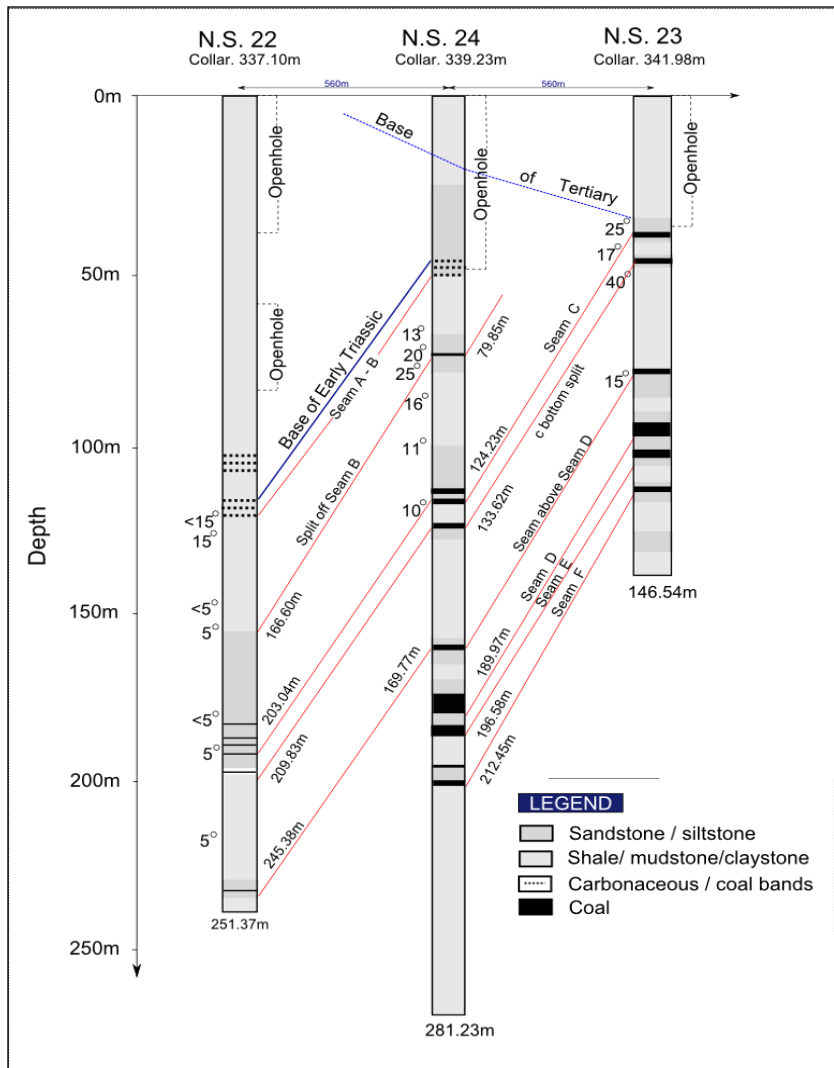 N.S. 22
Collar. 337.10m
N.S. 24
Collar. 339.23m
N.S. 23
Collar. 341.98m
560m
560m
0m
50m
100m
150m
200m
250m
Depth
Openhole
Openhole
Openhole
Openhole
Base
of Tertiary
Base of Early Triassic
Seam A - B
Split off Seam B
79.85m
Seam C
c bottom split
124.23m
133.62m
Seam above Seam D
Seam D
Seam E
Seam F
<15°
15°
<5°
5°
<5°
5°
5°
166.60m
203.04m
209.83m
245.38m
251.37m
13°
20°
25°
16°
11°
10°
169.77m
189.97m
196.58m
212.45m
281.23m
25°
17°
40°
15°
146.54m
LEGEND
Sandstone / siltstone
Shale/ mudstone/claystone
Carbonaceous / coal bands
Coal